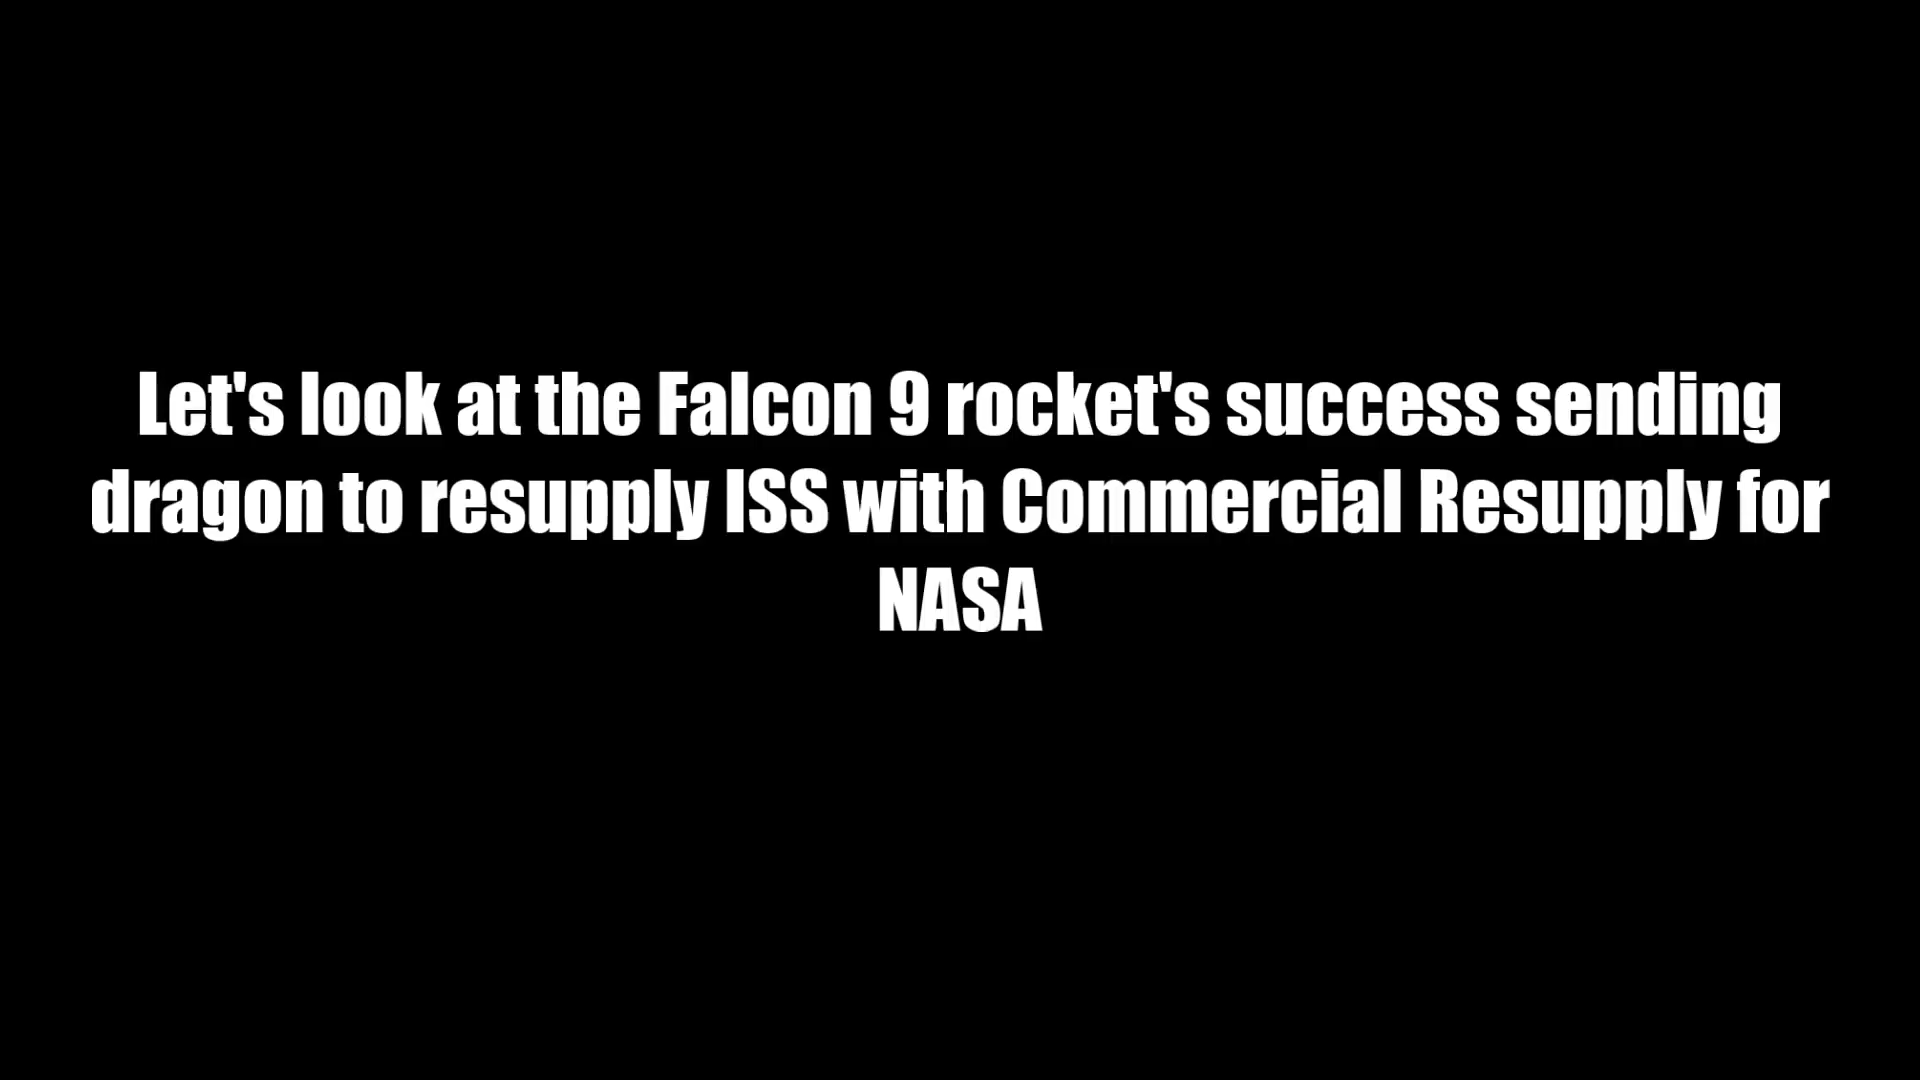 Let's look at the Falcon 9 rocket's success sending
dragon to resupply ISS with Commercial Resupply for
NASA